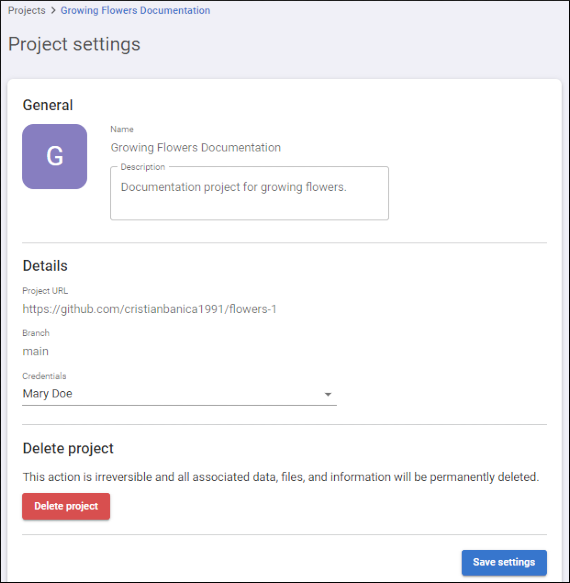 Projects > Growing Flowers Documentation
Project settings
General
G
Name
Growing Flowers Documentation
Description
Documentation project for growing flowers.
Details
Project URL
https://github.com/cristianbanica1991/flowers-1
Branch
main
Credentials
Mary Doe
Delete project
This action is irreversible and all associated data, files, and information will be permanently deleted.
Delete project
Save settings